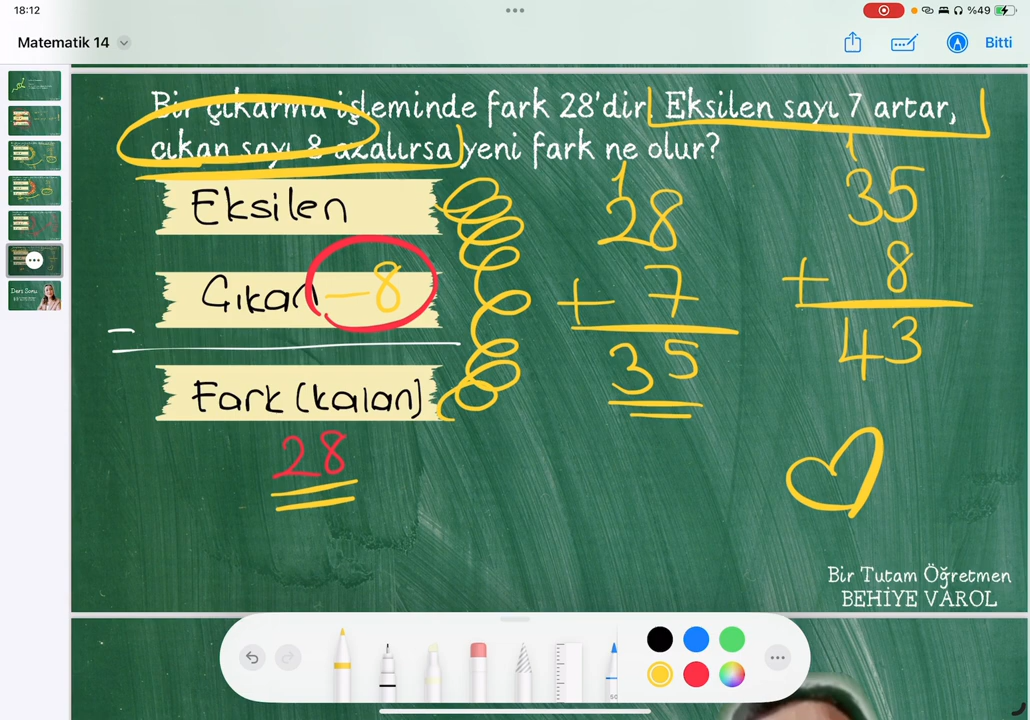 18:12
%49
Matematik 14
Bitti
Bir çıkarma işleminde fark 28'dir. Eksilen sayı 7 artar,
çıkan sayı 8 azalırsa yeni fark ne olur?
Eksilen
Çıkan -8
-
Fark (kalan)
28
1
28
+ 7
35
1
35
+ 8
43
Bir Tutam Öğretmen
BEHİYE VAROL
Ders Sonu